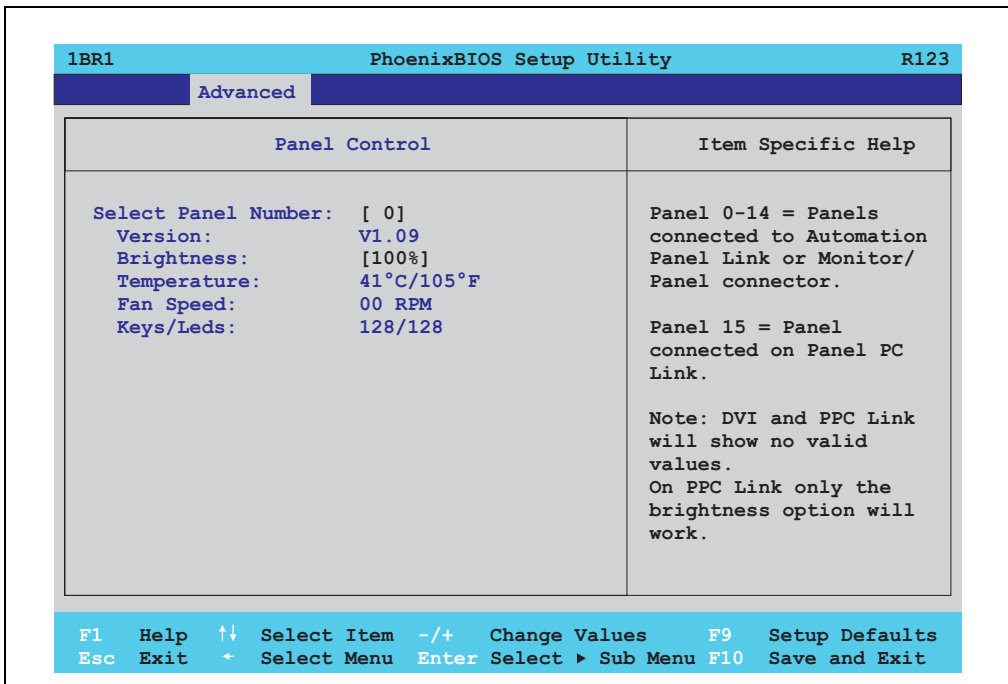 1BR1 PhoenixBIOS Setup Utility R123
Advanced
Panel Control
Select Panel Number: [ 0]
Version: V1.09
Brightness: [100%]
Temperature: 41°C/105°F
Fan Speed: 00 RPM
Keys/Leds: 128/128
Item Specific Help
Panel 0-14 = Panels
connected to Automation
Panel Link or Monitor/
Panel connector.
Panel 15 = Panel
connected on Panel PC
Link.
Note: DVI and PPC Link
will show no valid
values.
On PPC Link only the
brightness option will
work.
F1 Help ↑↓ Select Item -/+ Change Values F9 Setup Defaults
Esc Exit ← Select Menu Enter Select ▶ Sub Menu F10 Save and Exit